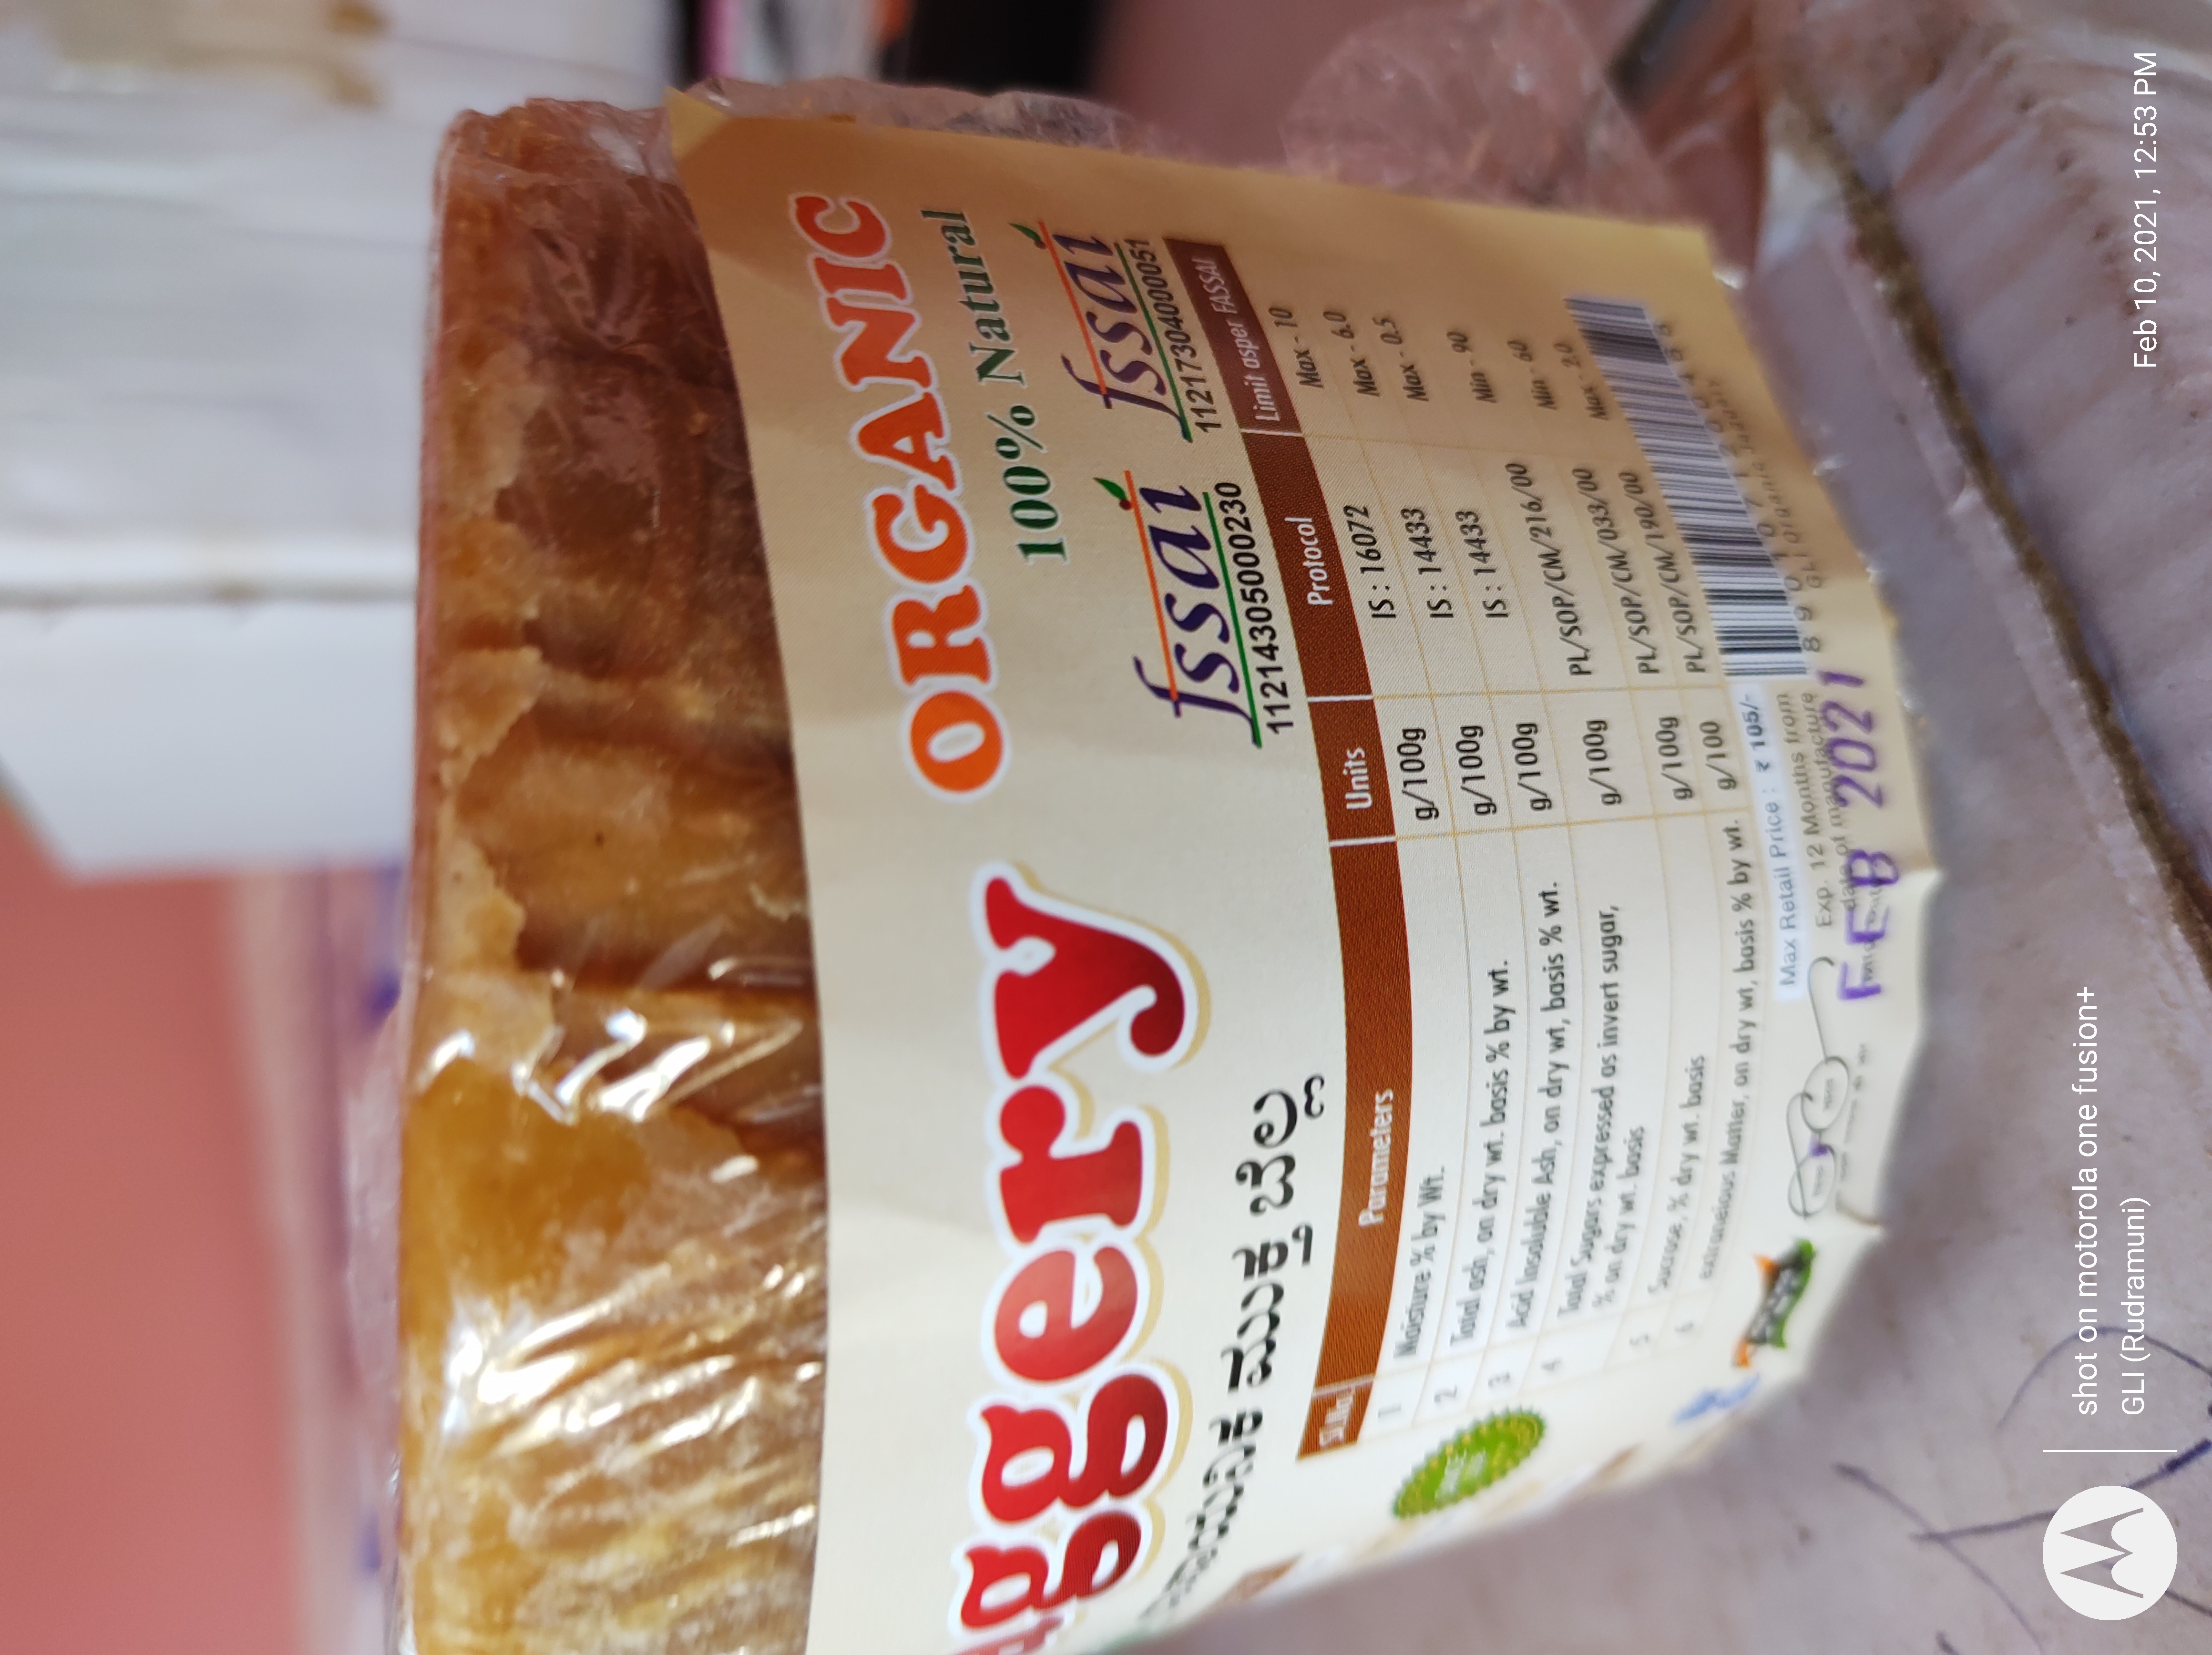 ORGANIC
100% Natural
ggery
ಮುಕ್ತ ಬೆಲ್ಲ
fssai
11214305000230
fssai
11217304000051
Sl.No. Parameters Units Protocol Limit asper FASSAI
1 Moisture % by Wt. g/100g IS : 16072 Max - 10
2 Total ash, on dry wt. basis % by wt. g/100g IS : 14433 Max - 6.0
3 Acid Insoluble Ash, on dry wt, basis % wt. g/100g IS : 14433 Max - 0.5
4 Total Sugars expressed as invert sugar, g/100g PL/SOP/CM/216/00 Min - 90
% on dry wt. basis
5 Sucrose, % dry wt. basis g/100g PL/SOP/CM/033/00 Min - 60
6 extraneious Matter, on dry wt, basis % by wt. g/100 PL/SOP/CM/190/00 Max - 2.0
Max Retail Price : ₹ 105/-
Exp. 12 Months from
date of manufacture
FEB 2021
GLI Organic Jaggery
shot on motorola one fusion+
GLI (Rudramuni)
Feb 10, 2021, 12:53 PM